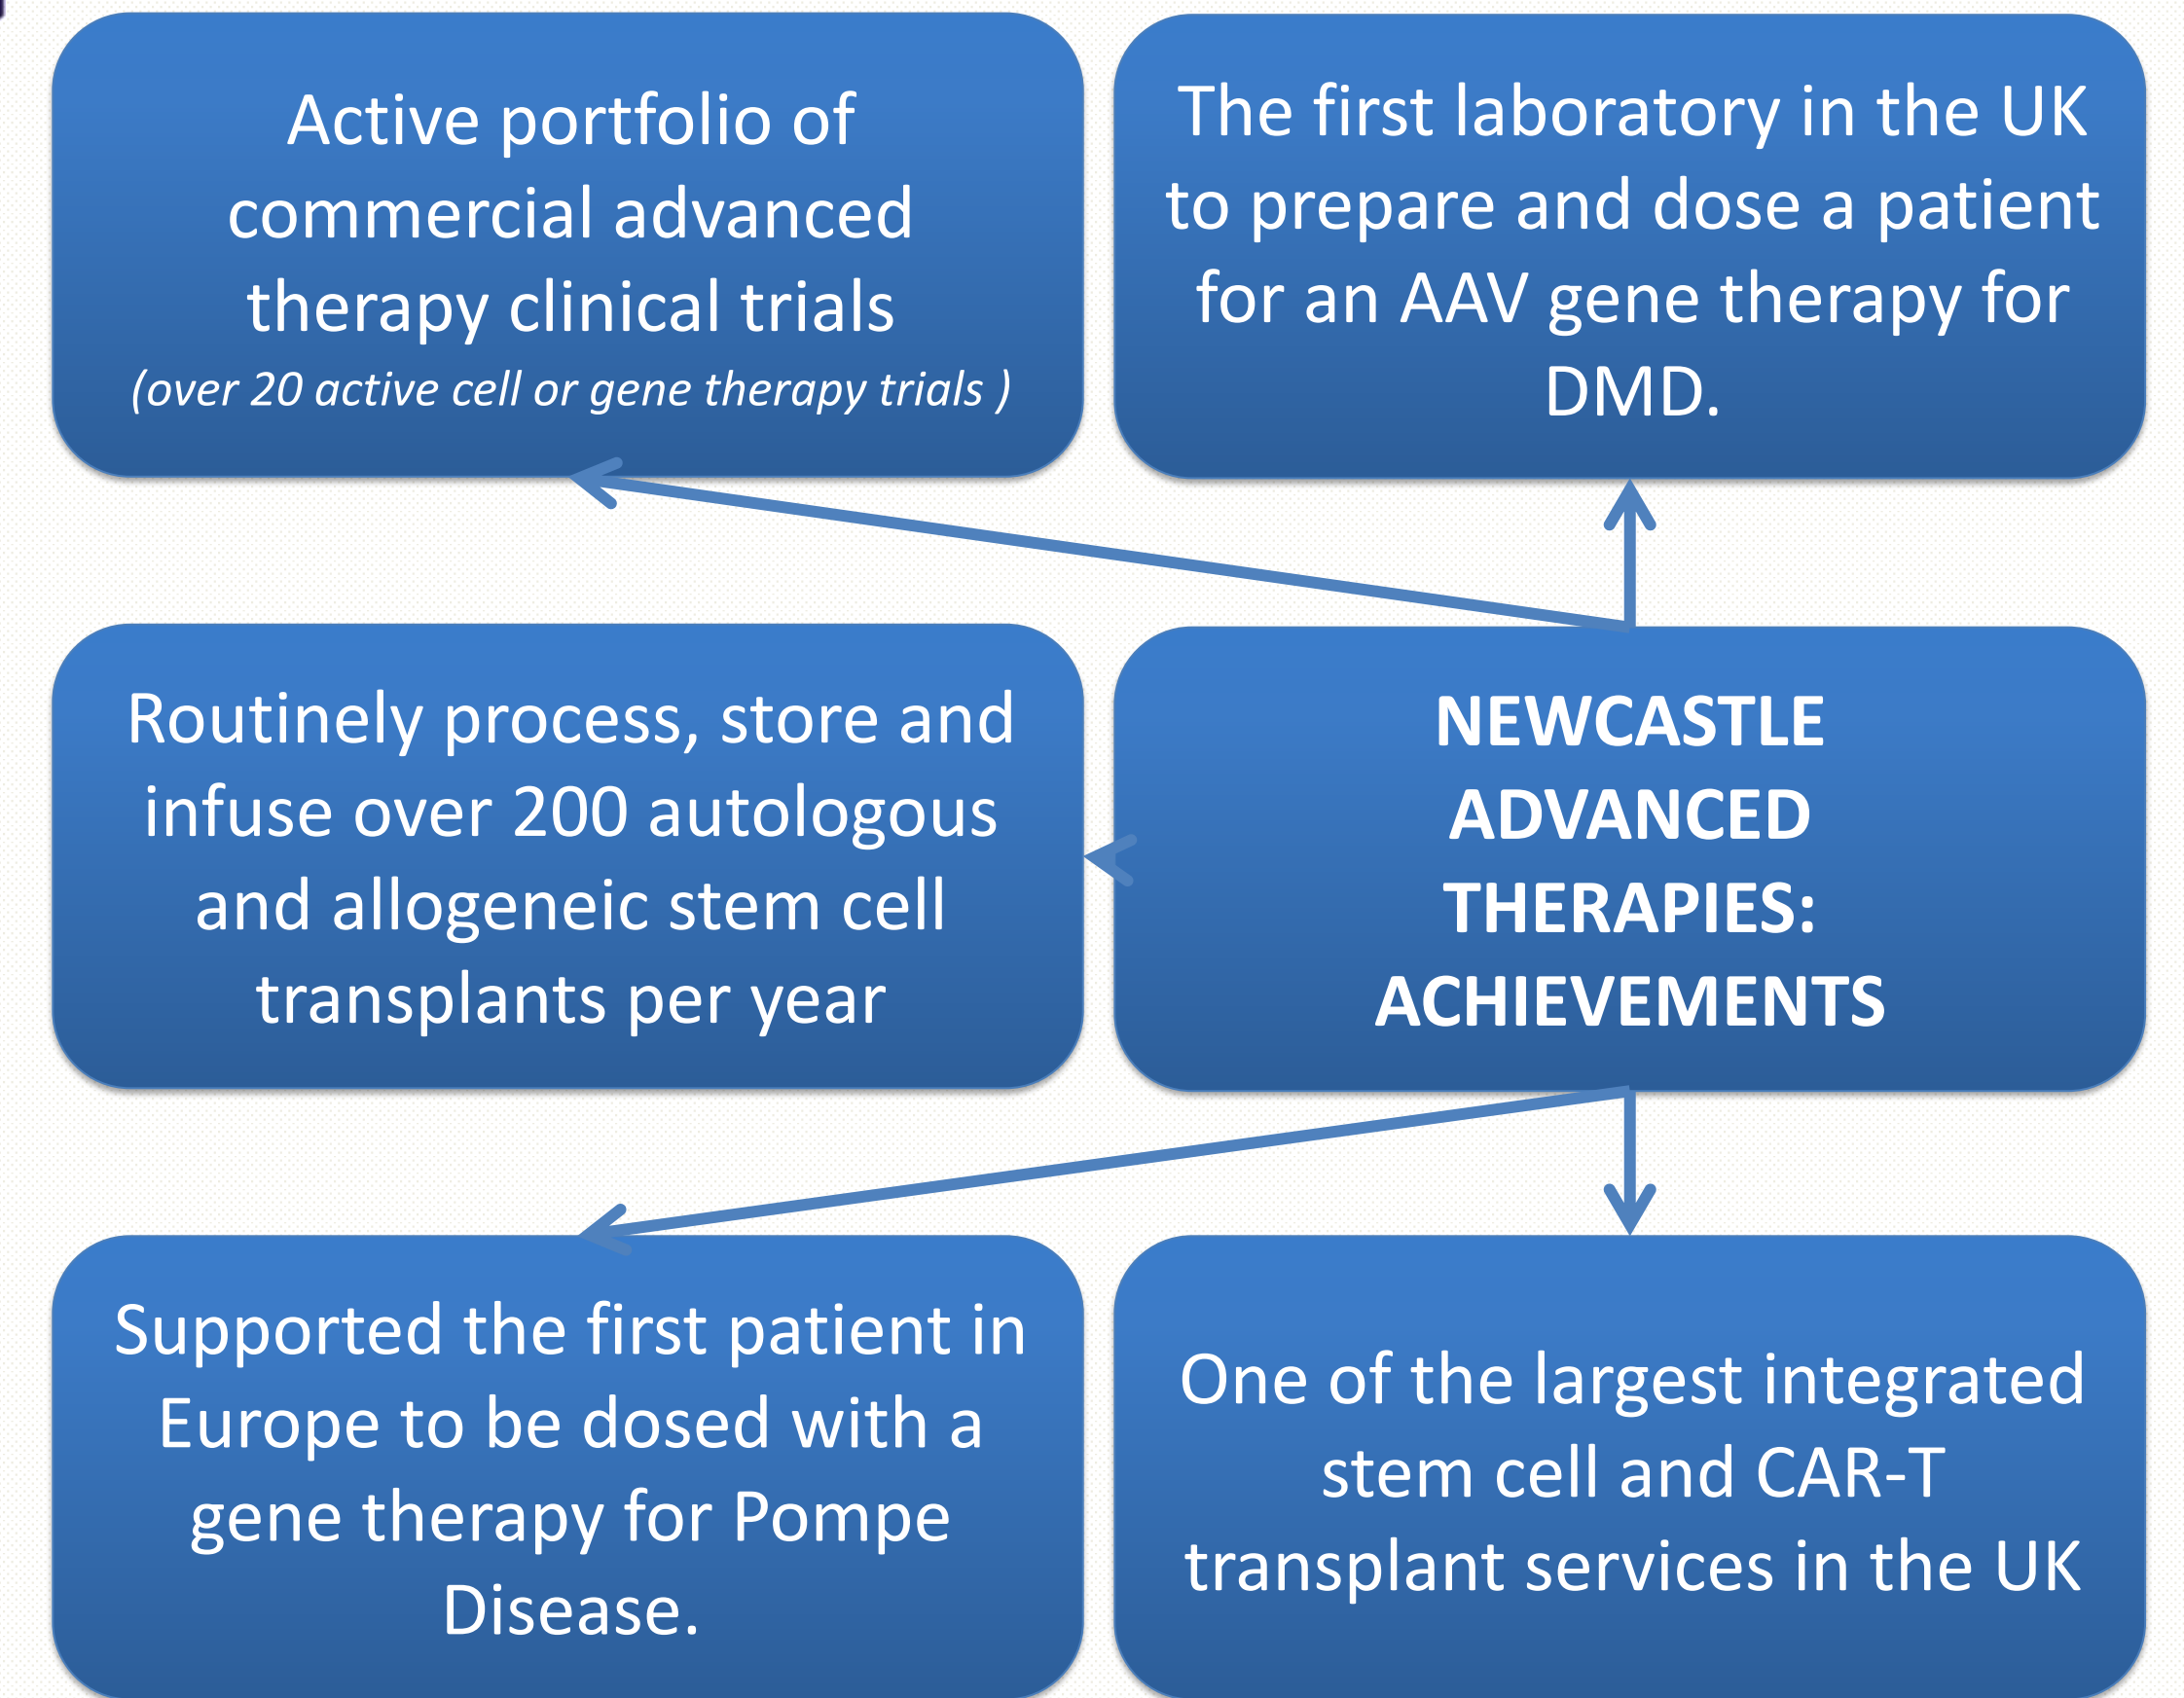 Active portfolio of
commercial advanced
therapy clinical trials
(over 20 active cell or gene therapy trials )
The first laboratory in the UK
to prepare and dose a patient
for an AAV gene therapy for
DMD.
Routinely process, store and
infuse over 200 autologous
and allogeneic stem cell
transplants per year
NEWCASTLE
ADVANCED
THERAPIES:
ACHIEVEMENTS
Supported the first patient in
Europe to be dosed with a
gene therapy for Pompe
Disease.
One of the largest integrated
stem cell and CAR-T
transplant services in the UK